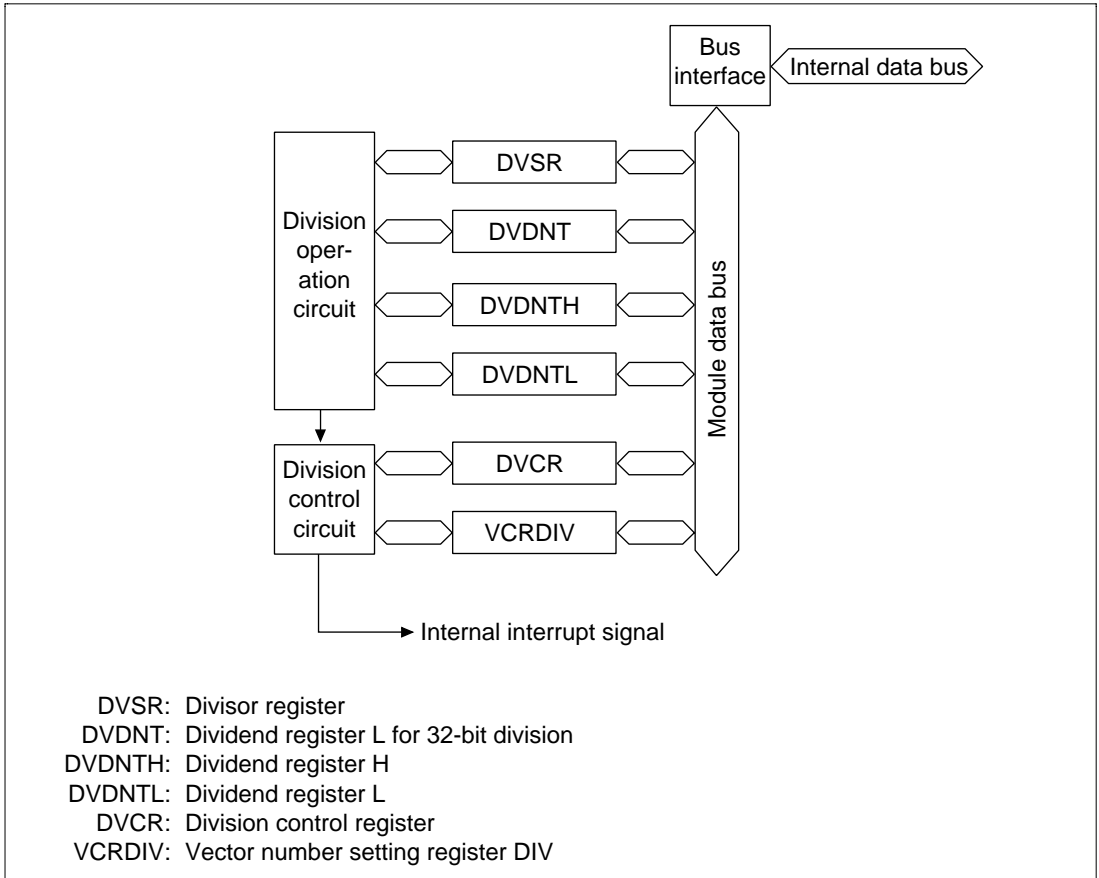 Bus
interface
Internal data bus
DVSR
Division
oper-
ation
circuit
DVDNT
DVDNTH
DVDNTL
Module data bus
Division
control
circuit
DVCR
VCRDIV
Internal interrupt signal
DVSR: Divisor register
DVDNT: Dividend register L for 32-bit division
DVDNTH: Dividend register H
DVDNTL: Dividend register L
DVCR: Division control register
VCRDIV: Vector number setting register DIV